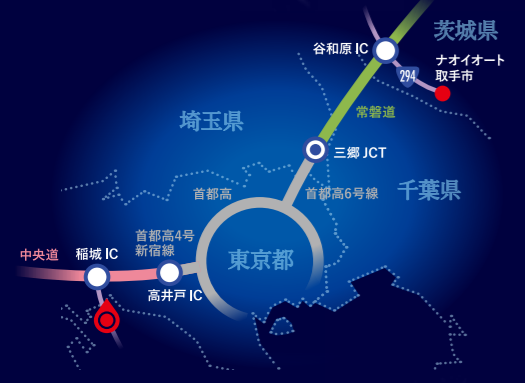 茨城県
谷和原 IC
ナオイオート
取手市
294
常磐道
埼玉県
三郷 JCT
首都高
首都高6号線
千葉県
首都高4号
新宿線
東京都
中央道
稲城 IC
高井戸 IC